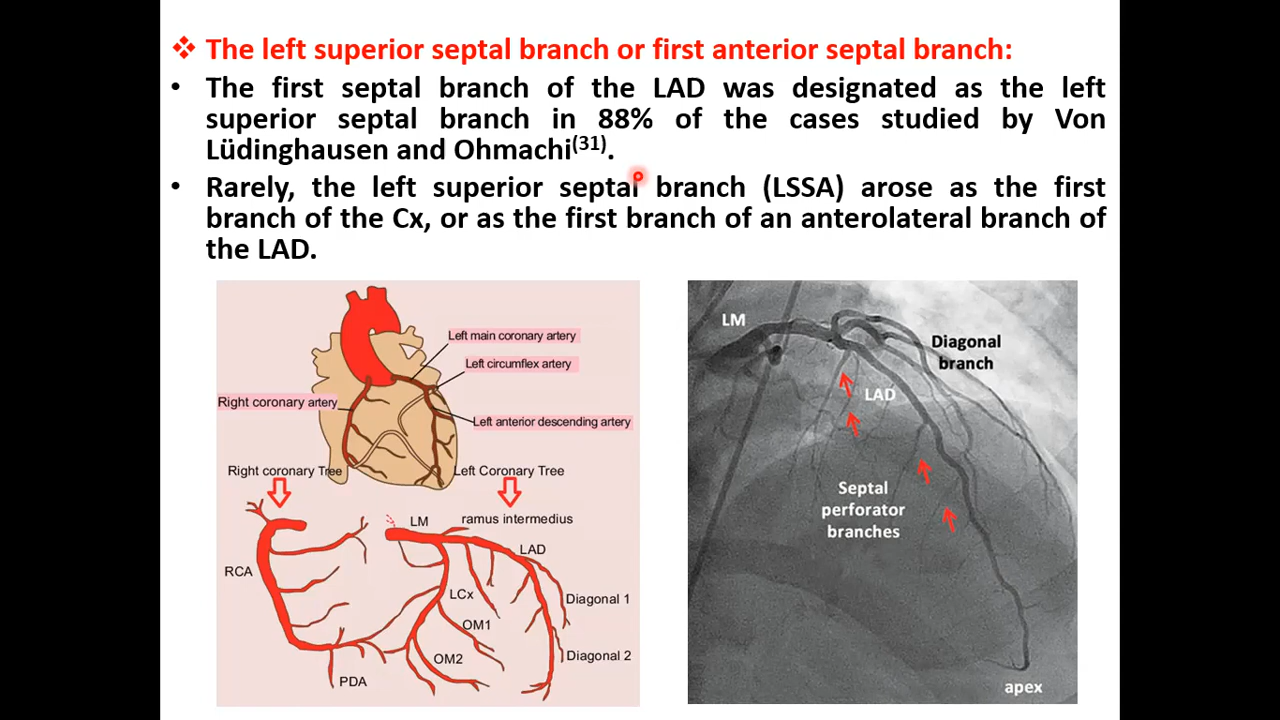 ❖ The left superior septal branch or first anterior septal branch:
• The first septal branch of the LAD was designated as the left
superior septal branch in 88% of the cases studied by Von
Lüdinghausen and Ohmachi(31).
• Rarely, the left superior septal branch (LSSA) arose as the first
branch of the Cx, or as the first branch of an anterolateral branch of
the LAD.
Left main coronary artery
Left circumflex artery
Right coronary artery
Left anterior descending artery
Right coronary Tree
Left Coronary Tree
LM
ramus intermedius
LAD
RCA
LCx
Diagonal 1
OM1
OM2
Diagonal 2
PDA
LM
Diagonal
branch
LAD
Septal
perforator
branches
apex